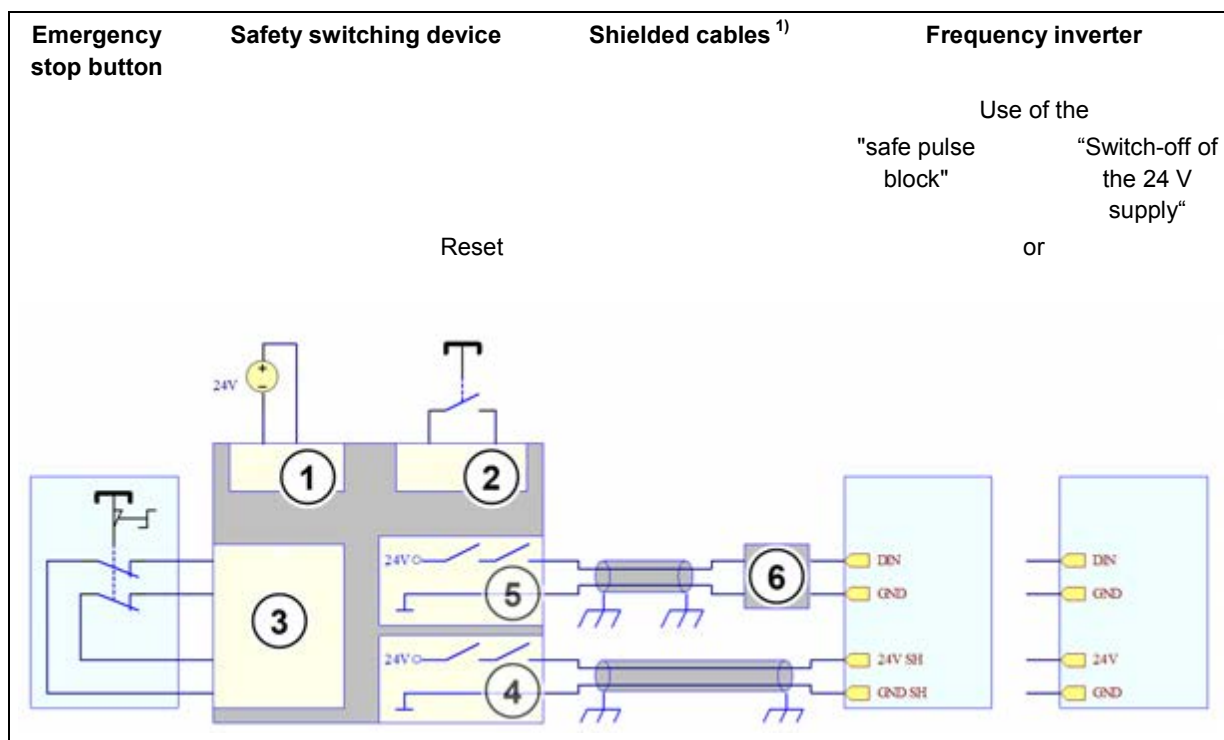 Emergency stop button
Safety switching device
Shielded cables 1)
Frequency inverter
Use of the
"safe pulse block"
“Switch-off of the 24 V supply“
Reset
or
24V
1
2
3
24V
5
24V
4
6
DIN
GND
24V SH
GND SH
DIN
GND
24V
GND